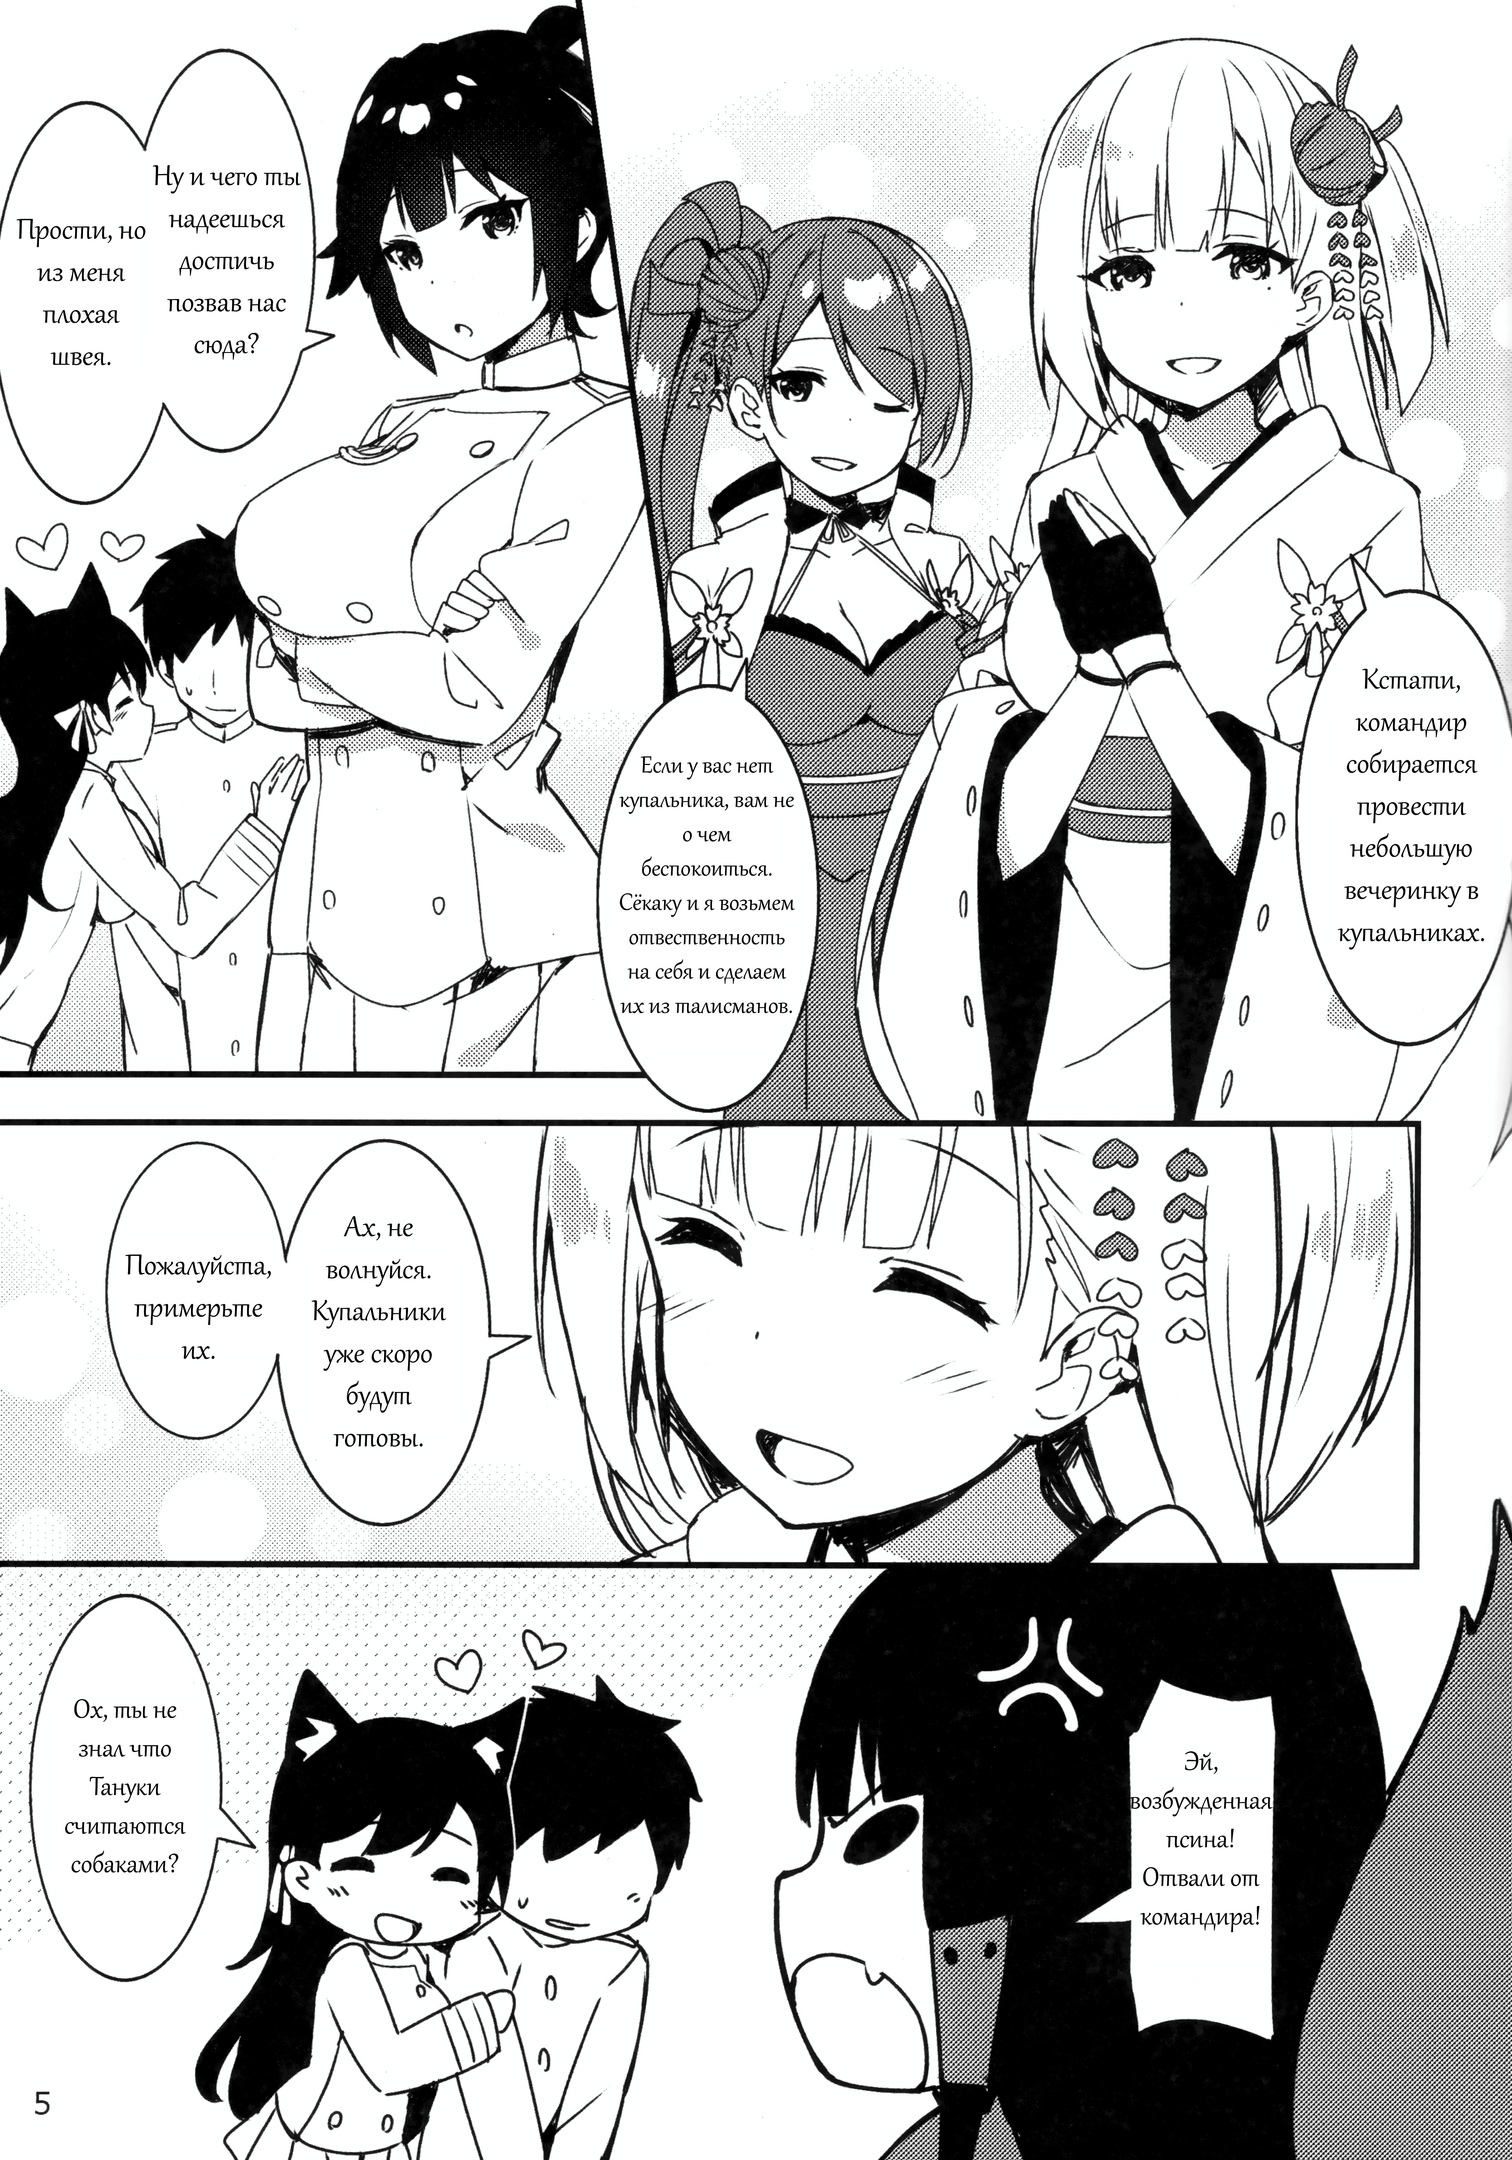 Кстати,
командир
собирается
провести
небольшую
вечеринку в
купальниках.
Если у вас нет
купальника, вам не
о чем
беспокоиться.
Сёкаку и я возьмем
отвественность
на себя и сделаем
их из талисманов.
Ну и чего ты
надеешься
достичь
позвав нас
сюда?
Прости, но
из меня
плохая
швея.
Ах, не
волнуйся.
Купальники
уже скоро
будут
готовы.
Пожалуйста,
примерьте
их.
Эй,
возбужденная
псина!
Отвали от
командира!
Ох, ты не
знал что
Тануки
считаются
собаками?
5